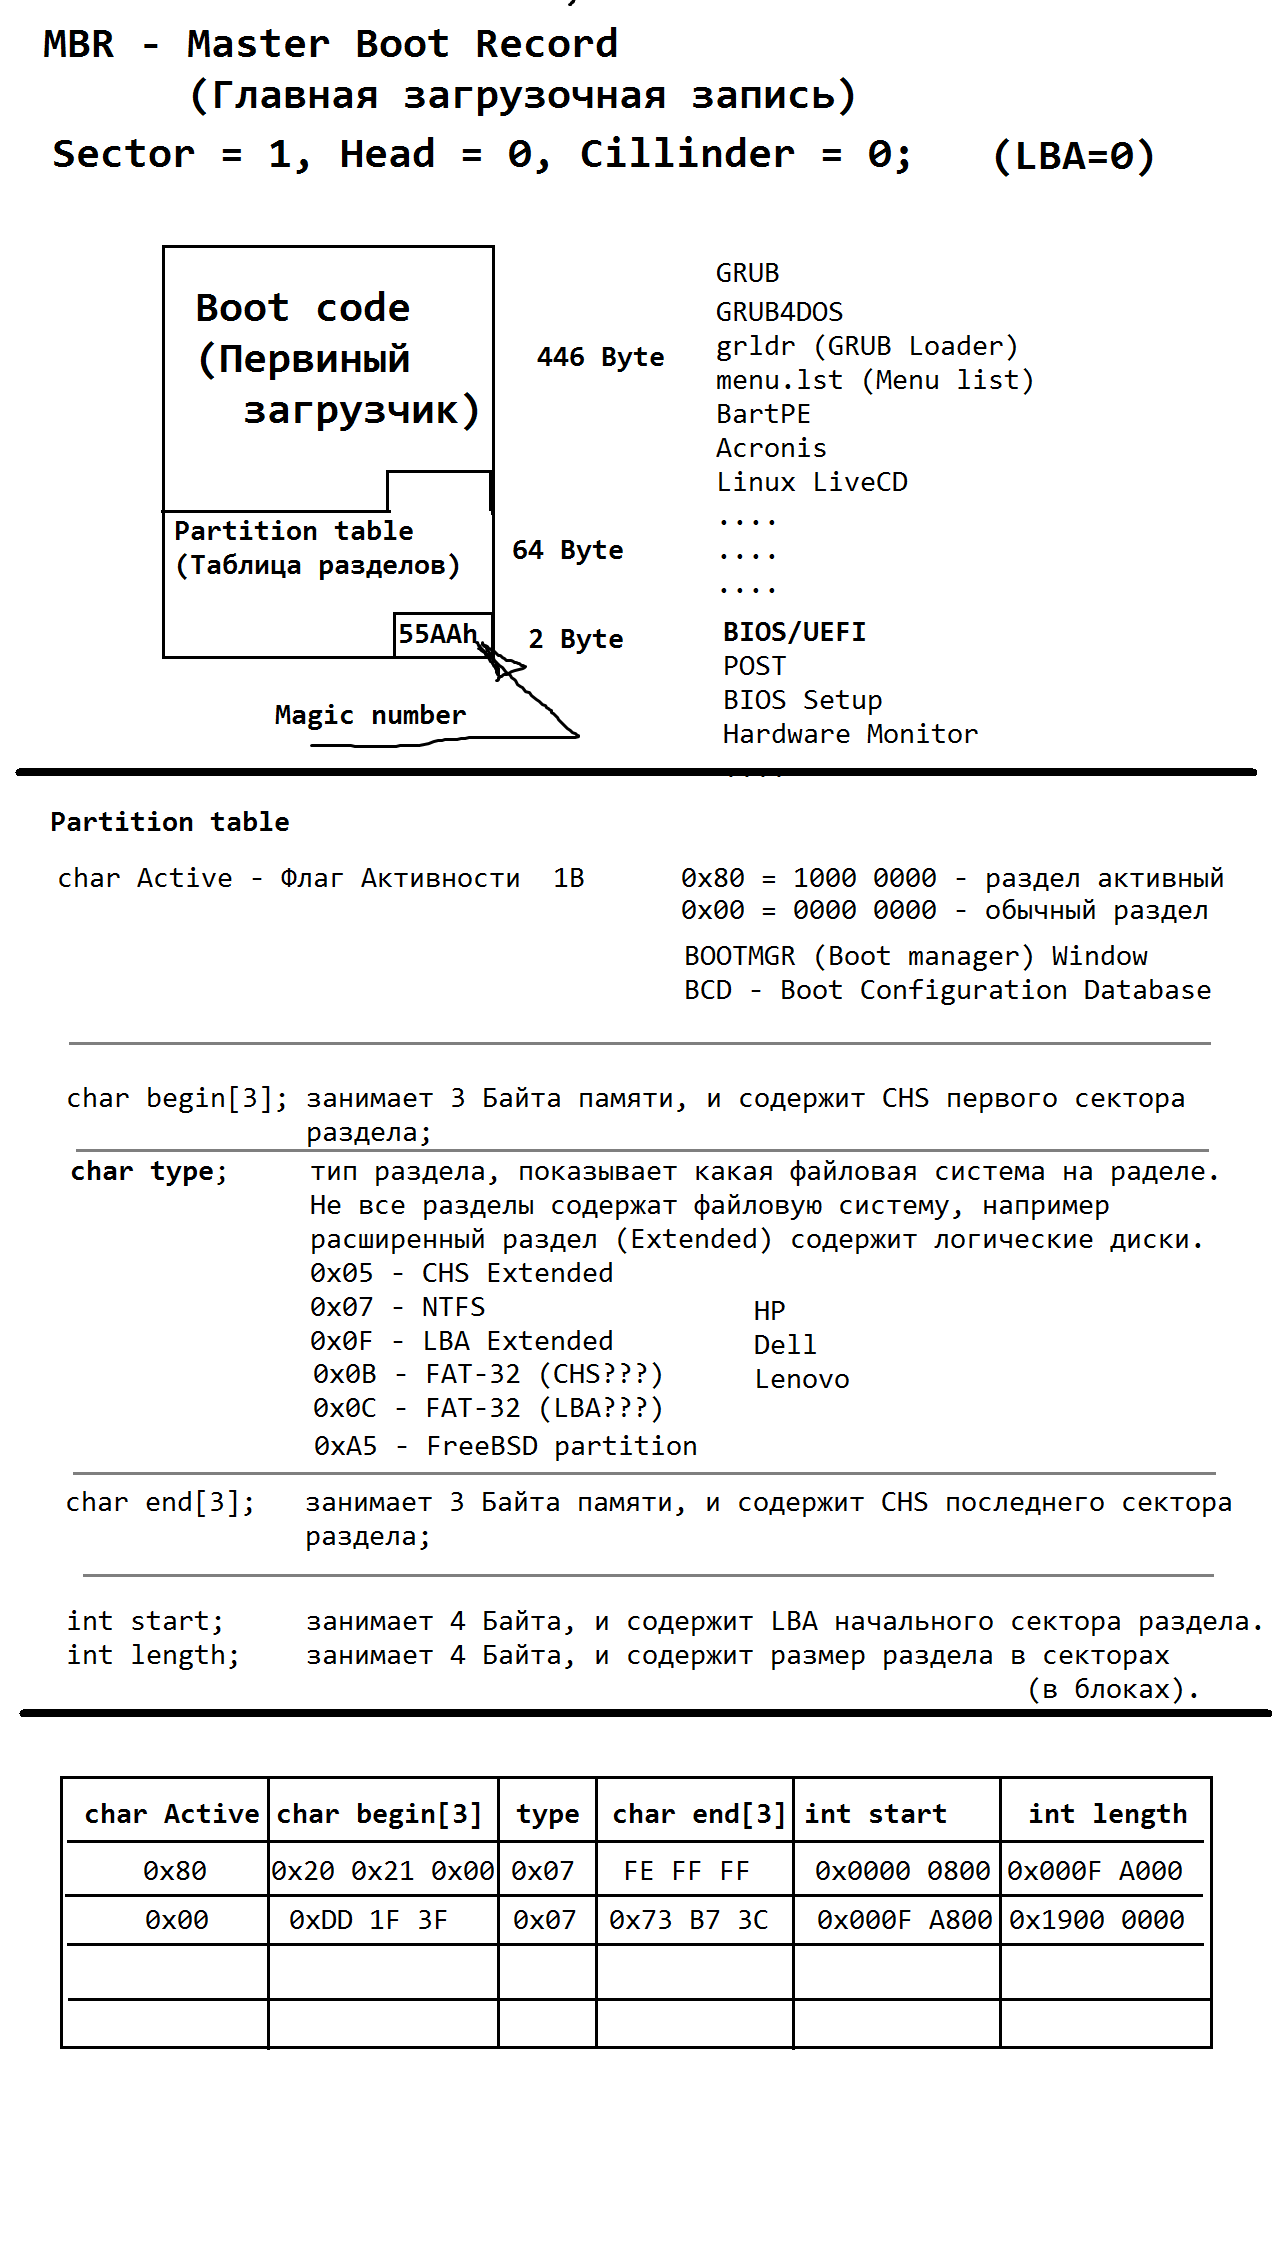 MBR - Master Boot Record
(Главная загрузочная запись)
Sector = 1, Head = 0, Cillinder = 0;   (LBA=0)
Boot code
(Первиный
загрузчик)
446 Byte
Partition table
(Таблица разделов)
64 Byte
55AAh
2 Byte
Magic number
GRUB
GRUB4DOS
grldr (GRUB Loader)
menu.lst (Menu list)
BartPE
Acronis
Linux LiveCD
....
....
....
BIOS/UEFI
POST
BIOS Setup
Hardware Monitor
....
Partition table
char Active - Флаг Активности  1B
0x80 = 1000 0000 - раздел активный
0x00 = 0000 0000 - обычный раздел
BOOTMGR (Boot manager) Window
BCD - Boot Configuration Database
char begin[3]; занимает 3 Байта памяти, и содержит CHS первого сектора
раздела;
char type;     тип раздела, показывает какая файловая система на раделе.
Не все разделы содержат файловую систему, например
расширенный раздел (Extended) содержит логические диски.
0x05 - CHS Extended
0x07 - NTFS
0x0F - LBA Extended
0x0B - FAT-32 (CHS???)
0x0C - FAT-32 (LBA???)
0xA5 - FreeBSD partition
HP
Dell
Lenovo
char end[3];   занимает 3 Байта памяти, и содержит CHS последнего сектора
раздела;
int start;     занимает 4 Байта, и содержит LBA начального сектора раздела.
int length;    занимает 4 Байта, и содержит размер раздела в секторах
(в блоках).
char Active char begin[3] type char end[3] int start int length
0x80 0x20 0x21 0x00 0x07 FE FF FF 0x0000 0800 0x000F A000
0x00 0xDD 1F 3F 0x07 0x73 B7 3C 0x000F A800 0x1900 0000